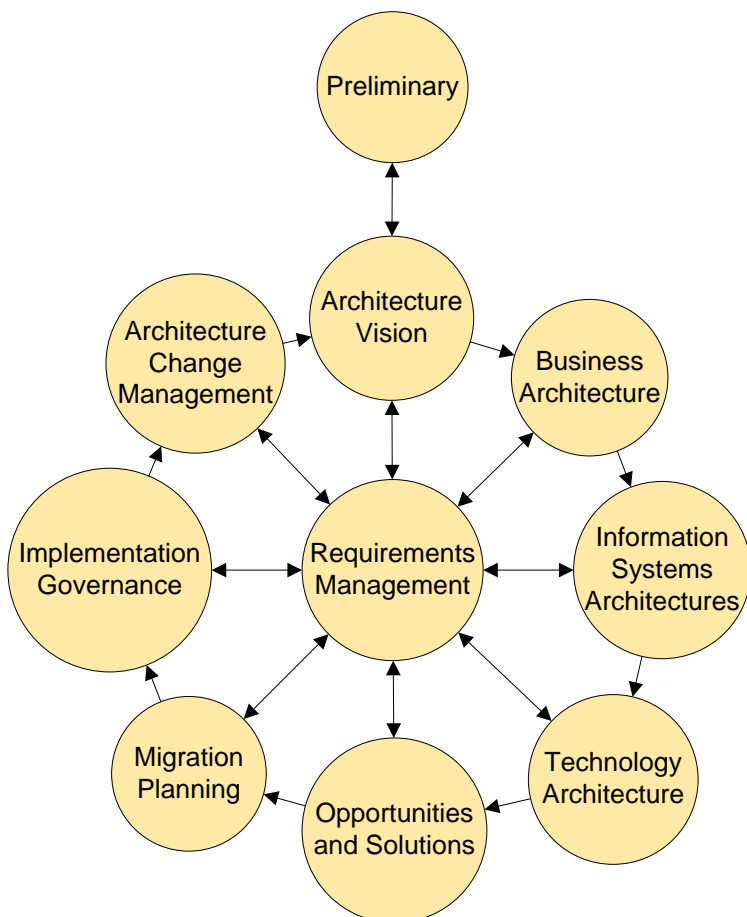 Preliminary
Architecture
Vision
Architecture
Change
Management
Business
Architecture
Implementation
Governance
Requirements
Management
Information
Systems
Architectures
Migration
Planning
Technology
Architecture
Opportunities
and Solutions